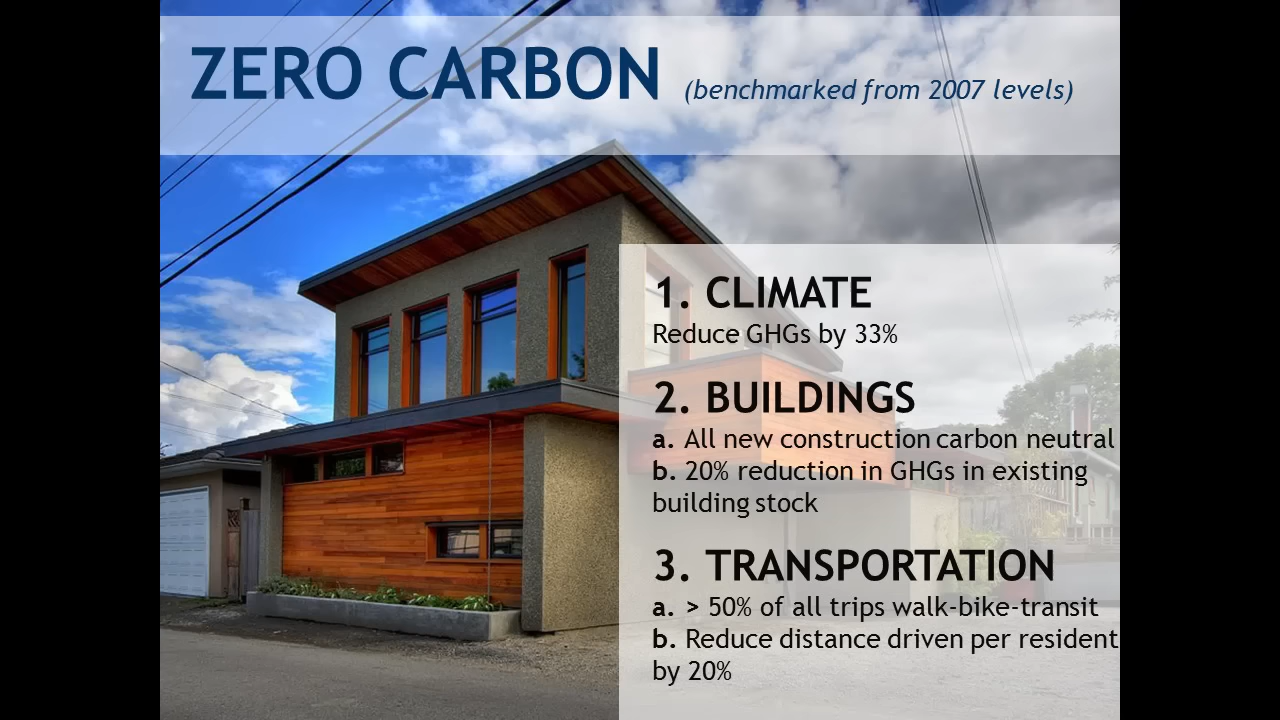 ZERO CARBON (benchmarked from 2007 levels)
1. CLIMATE
Reduce GHGs by 33%
2. BUILDINGS
a. All new construction carbon neutral
b. 20% reduction in GHGs in existing
building stock
3. TRANSPORTATION
a. > 50% of all trips walk-bike-transit
b. Reduce distance driven per resident
by 20%